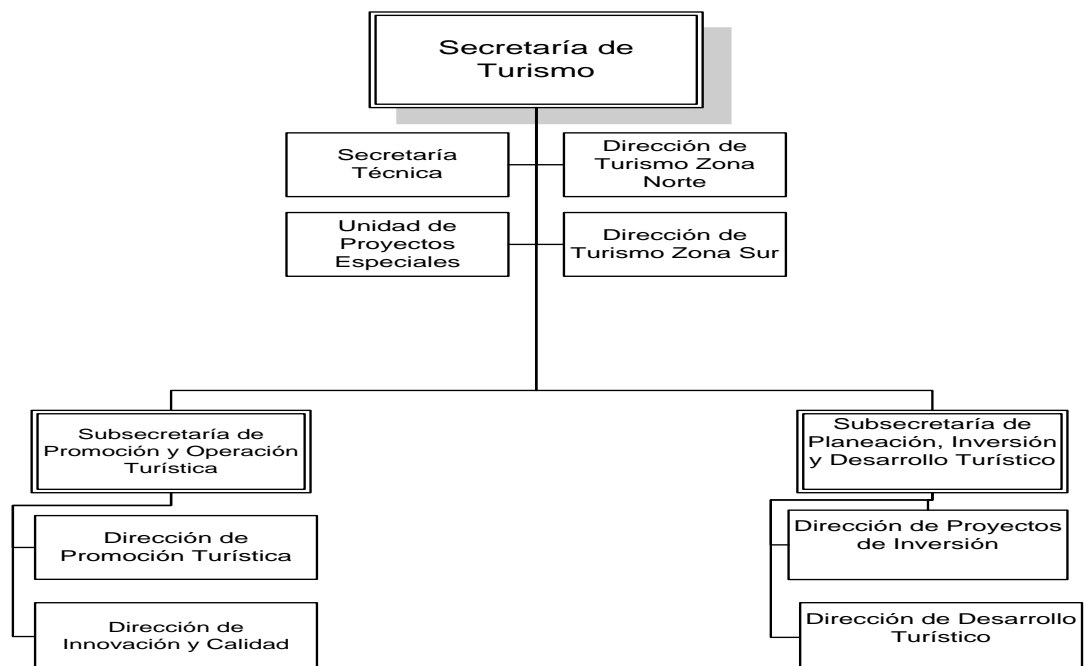 Secretaría de
Turismo
Secretaría
Técnica
Dirección de
Turismo Zona
Norte
Unidad de
Proyectos
Especiales
Dirección de
Turismo Zona Sur
Subsecretaría de
Promoción y Operación
Turística
Subsecretaría de
Planeación, Inversión
y Desarrollo Turístico
Dirección de
Promoción Turística
Dirección de Proyectos
de Inversión
Dirección de
Innovación y Calidad
Dirección de Desarrollo
Turístico